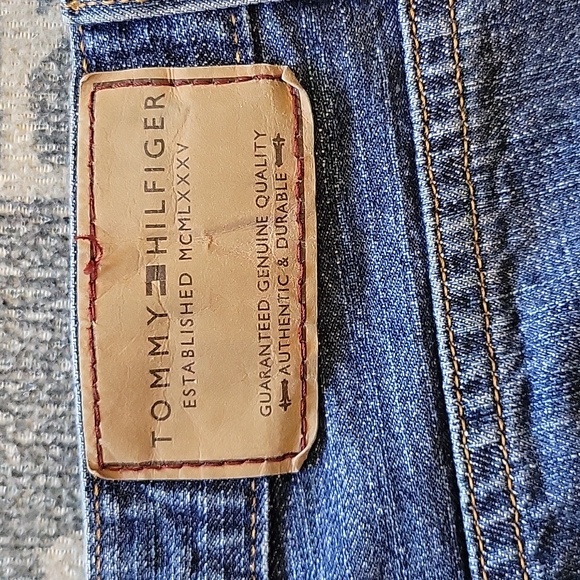 TOMMY HILFIGER
ESTABLISHED MCMLXXXV
GUARANTEED GENUINE QUALITY
AUTHENTIC & DURABLE